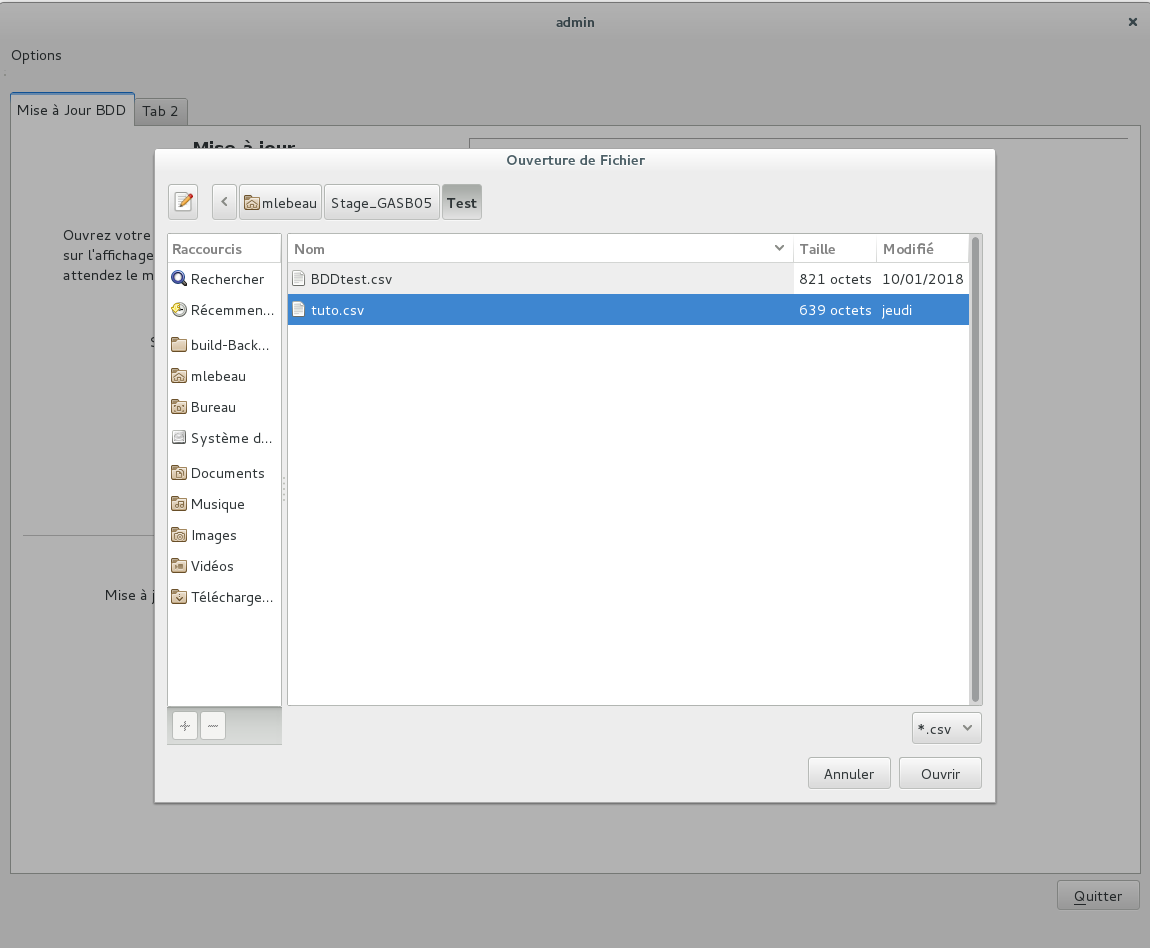 admin
Options
Mise à Jour BDD
Tab 2
Mise à jour
Ouverture de Fichier
mlebeau
Stage_GASB05
Test
Ouvrez votre
sur l'affichage
attendez le m
S
Mise à j
Raccourcis
Rechercher
Récemmen...
build-Back...
mlebeau
Bureau
Système d...
Documents
Musique
Images
Vidéos
Télécharge...
Nom Taille Modifié
BDDtest.csv 821 octets 10/01/2018
tuto.csv 639 octets jeudi
*.csv
Annuler
Ouvrir
Quitter